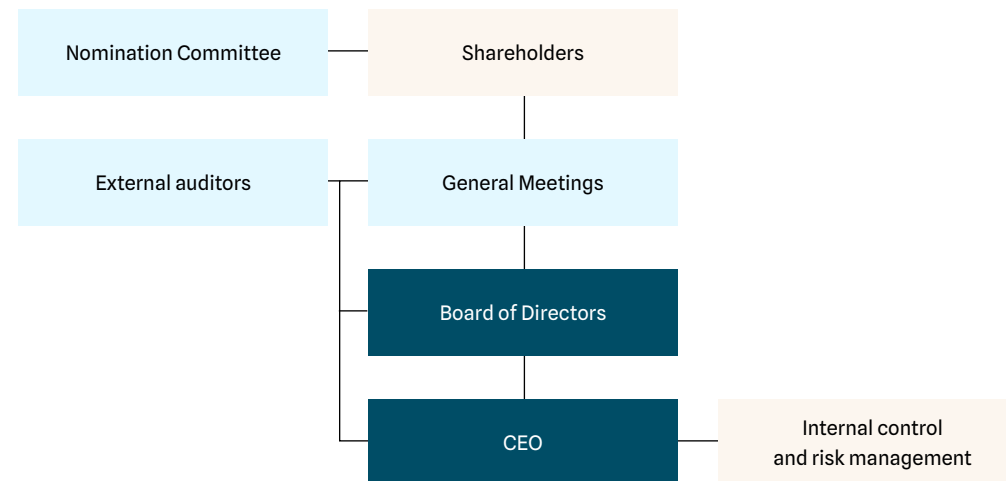 Nomination Committee
Shareholders
External auditors
General Meetings
Board of Directors
CEO
Internal control
and risk management